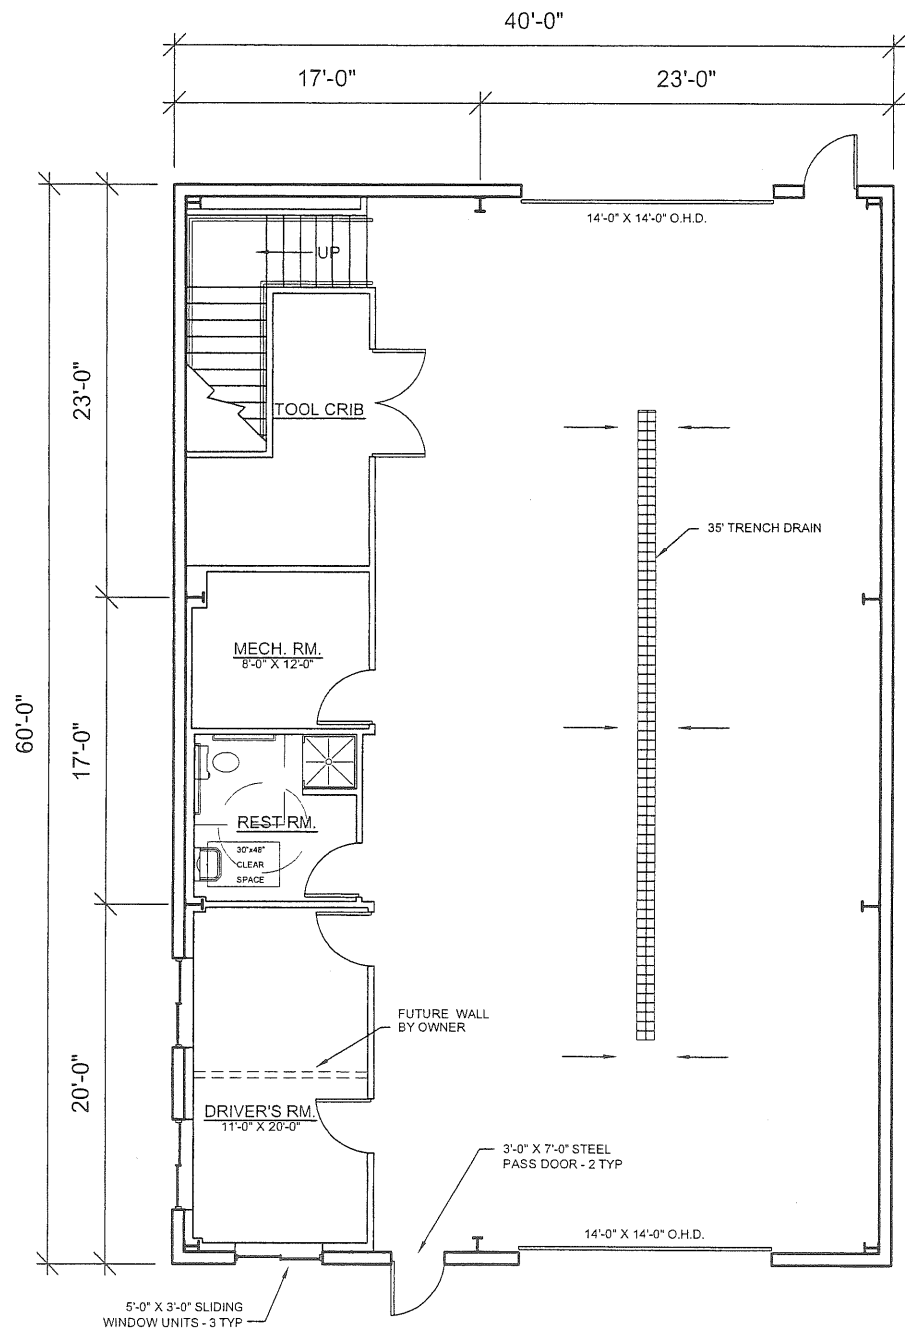 40'-0"
17'-0"
23'-0"
14'-0" X 14'-0" O.H.D.
UP
23'-0"
TOOL CRIB
35' TRENCH DRAIN
MECH. RM.
8'-0" X 12'-0"
60'-0"
17'-0"
REST RM.
30"x48"
CLEAR
SPACE
FUTURE WALL
BY OWNER
20'-0"
DRIVER'S RM.
11'-0" X 20'-0"
3'-0" X 7'-0" STEEL
PASS DOOR - 2 TYP
14'-0" X 14'-0" O.H.D.
5'-0" X 3'-0" SLIDING
WINDOW UNITS - 3 TYP